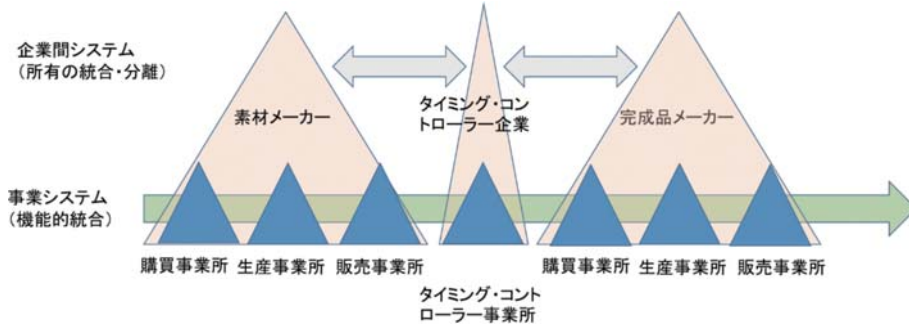 企業間システム
（所有の統合・分離）
素材メーカー
タイミング・コン
トローラー企業
完成品メーカー
事業システム
（機能的統合）
購買事業所
生産事業所
販売事業所
タイミング・コント
ローラー事業所
購買事業所
生産事業所
販売事業所